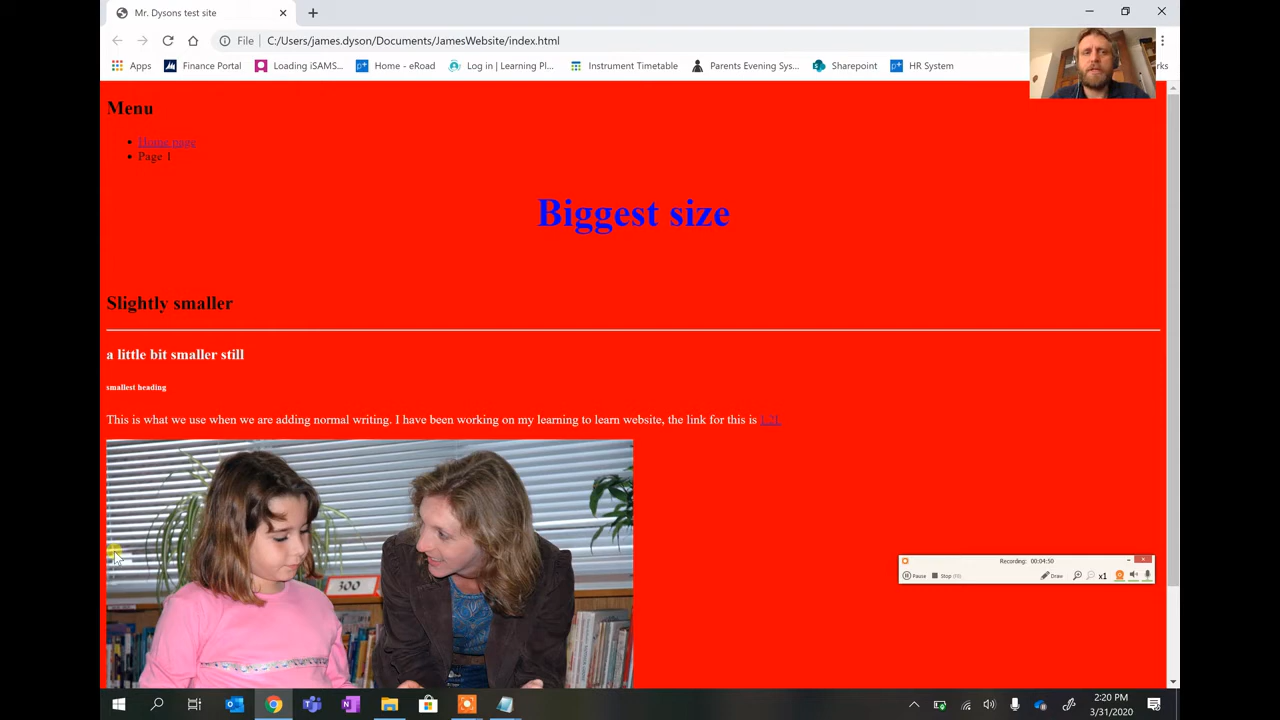 Mr. Dysons test site
File C:/Users/james.dyson/Documents/JamesWebsite/index.html
Apps Finance Portal Loading iSAMS... Home - eRoad Log in | Learning Pl... Instrument Timetable Parents Evening Sys... Sharepoint HR System
Menu
Home page
Page 1
Biggest size
Slightly smaller
a little bit smaller still
smallest heading
This is what we use when we are adding normal writing. I have been working on my learning to learn website, the link for this is
300
Recording: 00:04:50
Pause Stop Draw x1
2:20 PM
3/31/2020